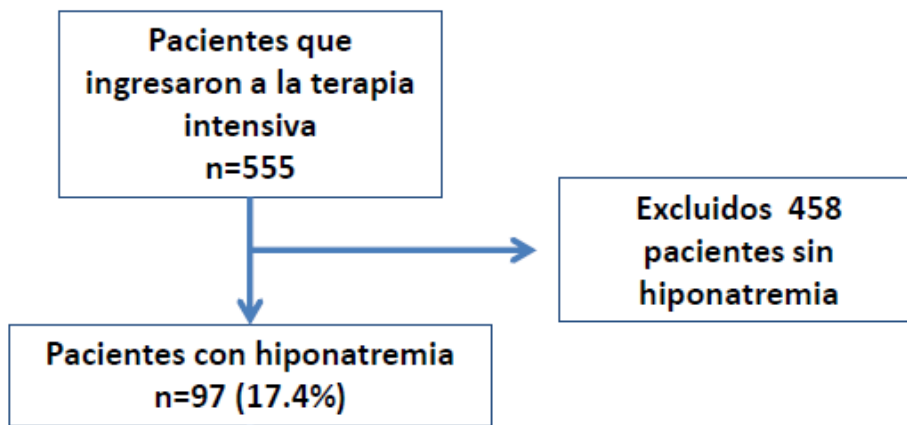 Pacientes que
ingresaron a la terapia
intensiva
n=555
Excluidos 458
pacientes sin
hiponatremia
Pacientes con hiponatremia
n=97 (17.4%)